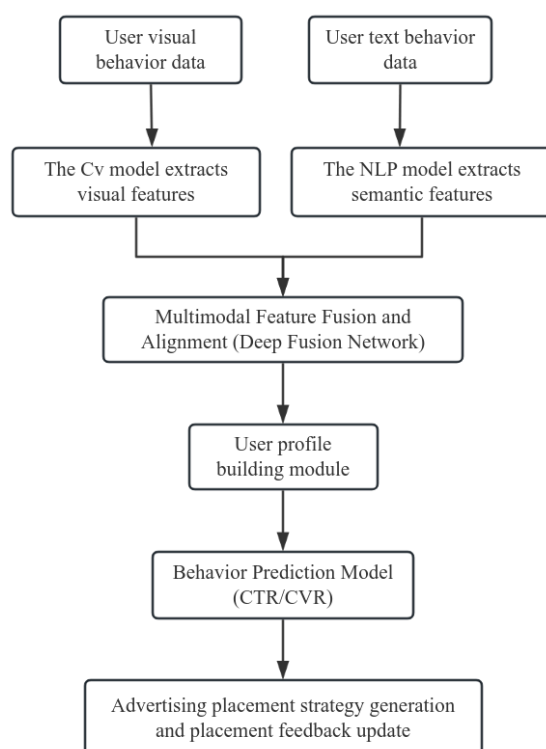 User visual
behavior data
User text behavior
data
The Cv model extracts
visual features
The NLP model extracts
semantic features
Multimodal Feature Fusion and
Alignment (Deep Fusion Network)
User profile
building module
Behavior Prediction Model
(CTR/CVR)
Advertising placement strategy generation
and placement feedback update